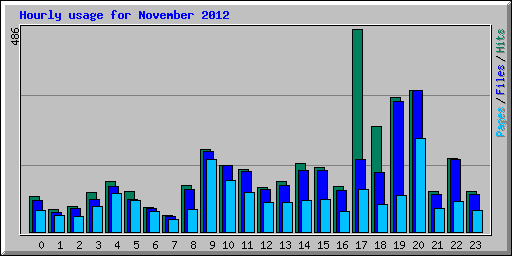 Hourly usage for November 2012
486
Pages / Files / Hits
0 1 2 3 4 5 6 7 8 9 10 11 12 13 14 15 16 17 18 19 20 21 22 23